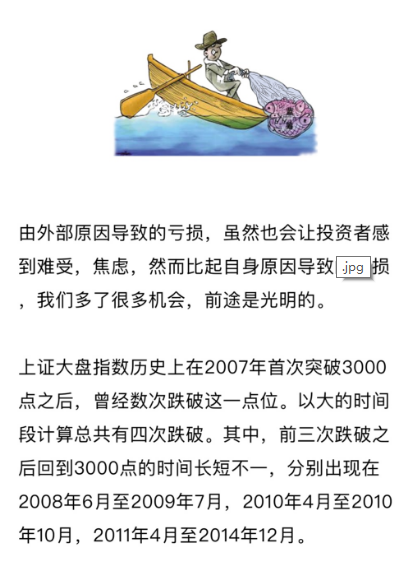 由外部原因导致的亏损，虽然也会让投资者感
到难受，焦虑，然而比起自身原因导致 .jpg 损
，我们多了很多机会，前途是光明的。
上证大盘指数历史上在2007年首次突破3000
点之后，曾经数次跌破这一点位。以大的时间
段计算总共有四次跌破。其中，前三次跌破之
后回到3000点的时间长短不一，分别出现在
2008年6月至2009年7月，2010年4月至2010
年10月，2011年4月至2014年12月。